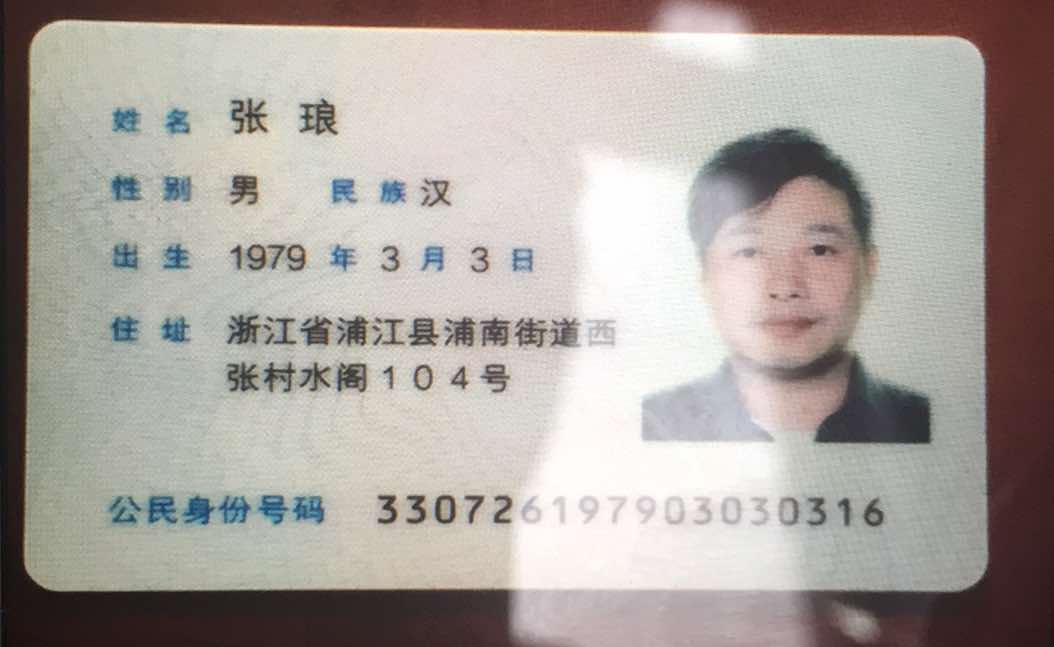 姓名 张琅
性别 男 民族 汉
出生 1979 年 3 月 3 日
住址 浙江省浦江县浦南街道西
张村水阁104号
公民身份号码 330726197903030316